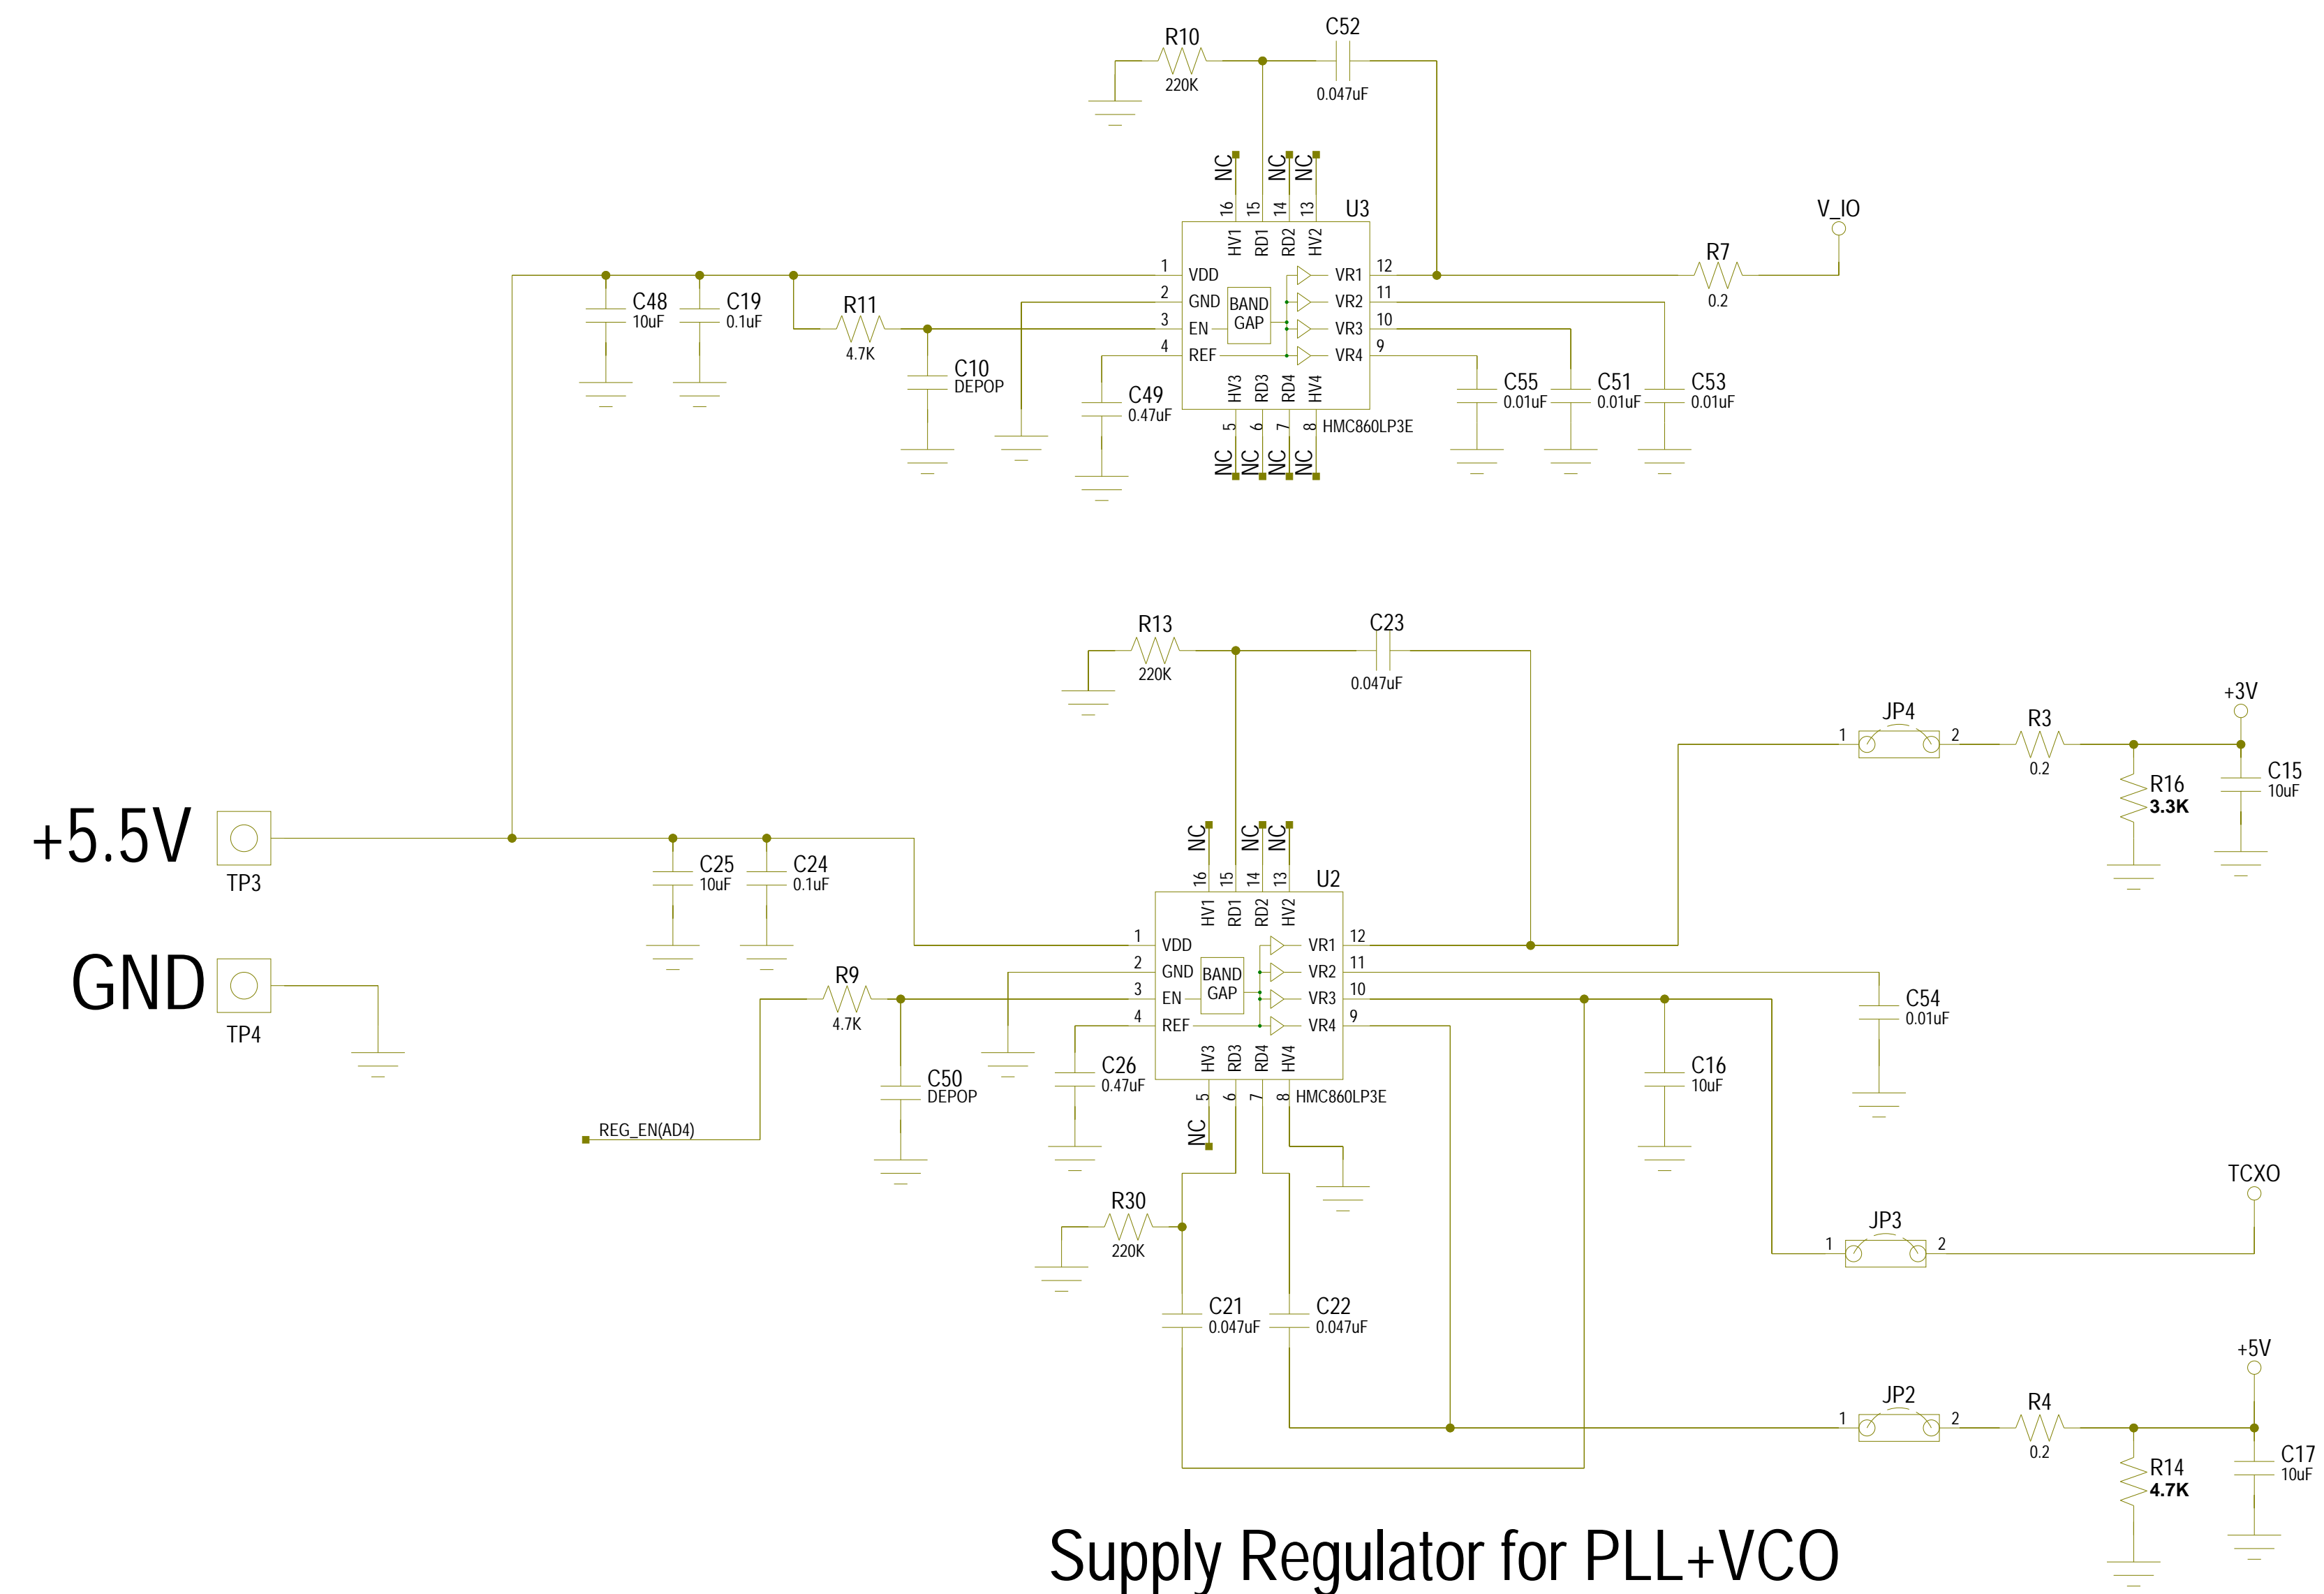 C52
R10
220K
0.047uF
NC NC NC
16 15 14 13
U3
HV1 RD1 RD2 HV2
V_IO
R7
0.2
1 VDD VR1 12
2 GND BAND VR2 11
3 EN GAP VR3 10
4 REF VR4 9
C48
10uF
C19
0.1uF
R11
4.7K
C10
DEPOP
C49
0.47uF
HV3 RD3 RD4 HV4
5 6 7 8
HMC860LP3E
NC NC NC NC
C55
0.01uF
C51
0.01uF
C53
0.01uF
R13
220K
C23
0.047uF
+3V
JP4
1 2
R3
0.2
R16
3.3K
C15
10uF
+5.5V
TP3
C25
10uF
C24
0.1uF
NC NC NC
16 15 14 13
U2
HV1 RD1 RD2 HV2
1 VDD VR1 12
2 GND BAND VR2 11
3 EN GAP VR3 10
4 REF VR4 9
GND
TP4
R9
4.7K
C50
DEPOP
C26
0.47uF
HV3 RD3 RD4 HV4
5 6 7 8
HMC860LP3E
NC
C16
10uF
C54
0.01uF
REG_EN(AD4)
R30
220K
TCXO
JP3
1 2
C21
0.047uF
C22
0.047uF
+5V
JP2
1 2
R4
0.2
R14
4.7K
C17
10uF
Supply Regulator for PLL+VCO